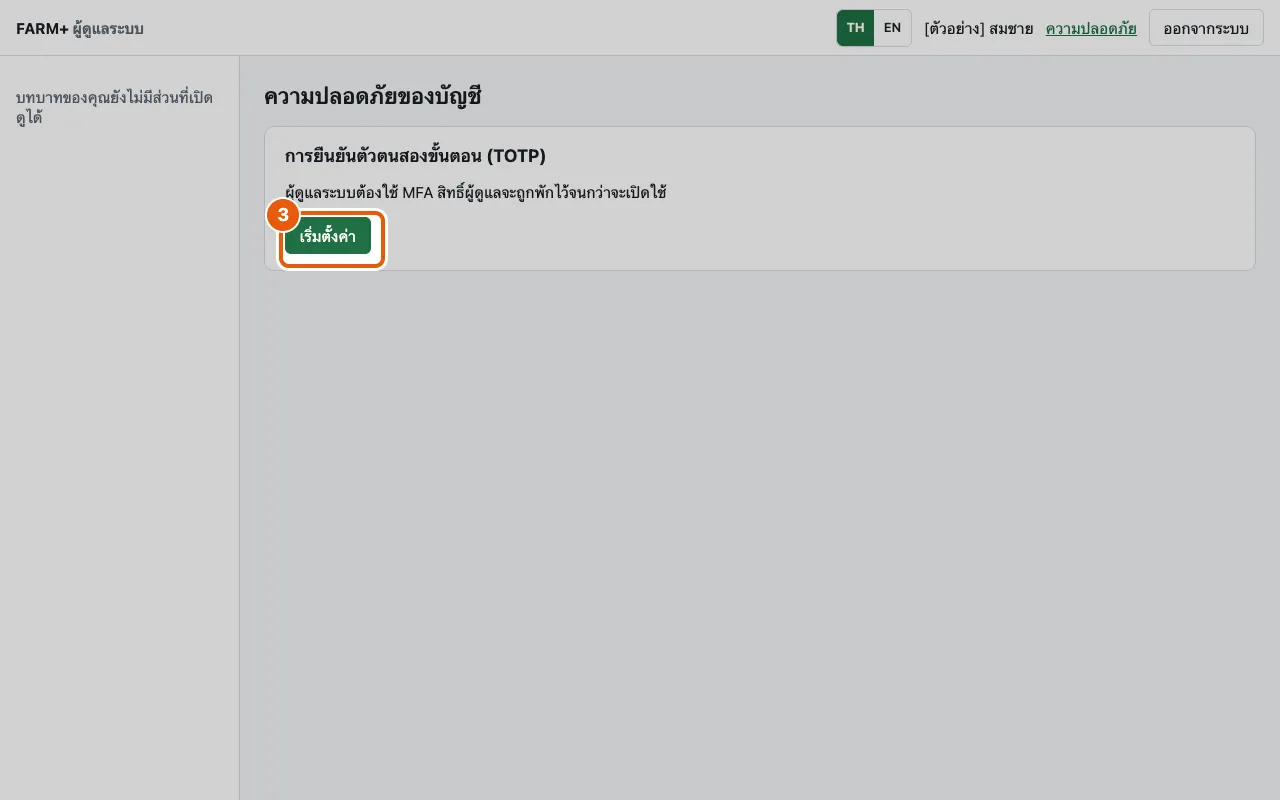 FARM+ ผู้ดูแลระบบ
TH EN [ตัวอย่าง] สมชาย ความปลอดภัย ออกจากระบบ
บทบาทของคุณยังไม่มีส่วนที่เปิด
ดูได้
ความปลอดภัยของบัญชี
การยืนยันตัวตนสองขั้นตอน (TOTP)
ผู้ดูแลระบบต้องใช้ MFA สิทธิ์ผู้ดูแลจะถูกพักไว้จนกว่าจะเปิดใช้
3
เริ่มตั้งค่า